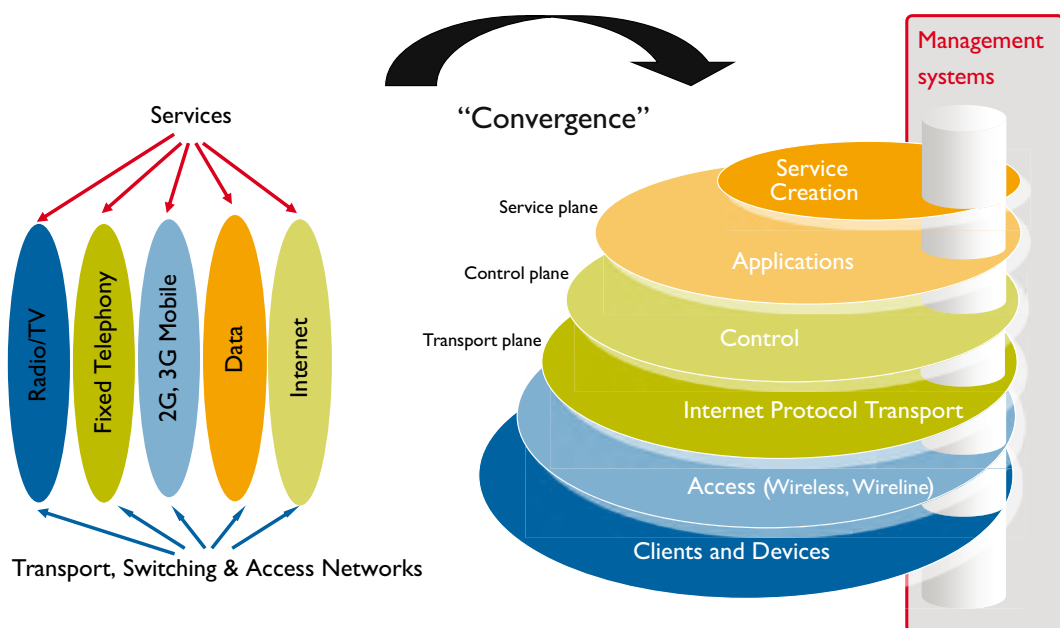 Management
systems
"Convergence"
Services
Radio/TV
Fixed Telephony
2G, 3G Mobile
Data
Internet
Transport, Switching & Access Networks
Service
Creation
Service plane
Applications
Control plane
Control
Transport plane
Internet Protocol Transport
Access (Wireless, Wireline)
Clients and Devices